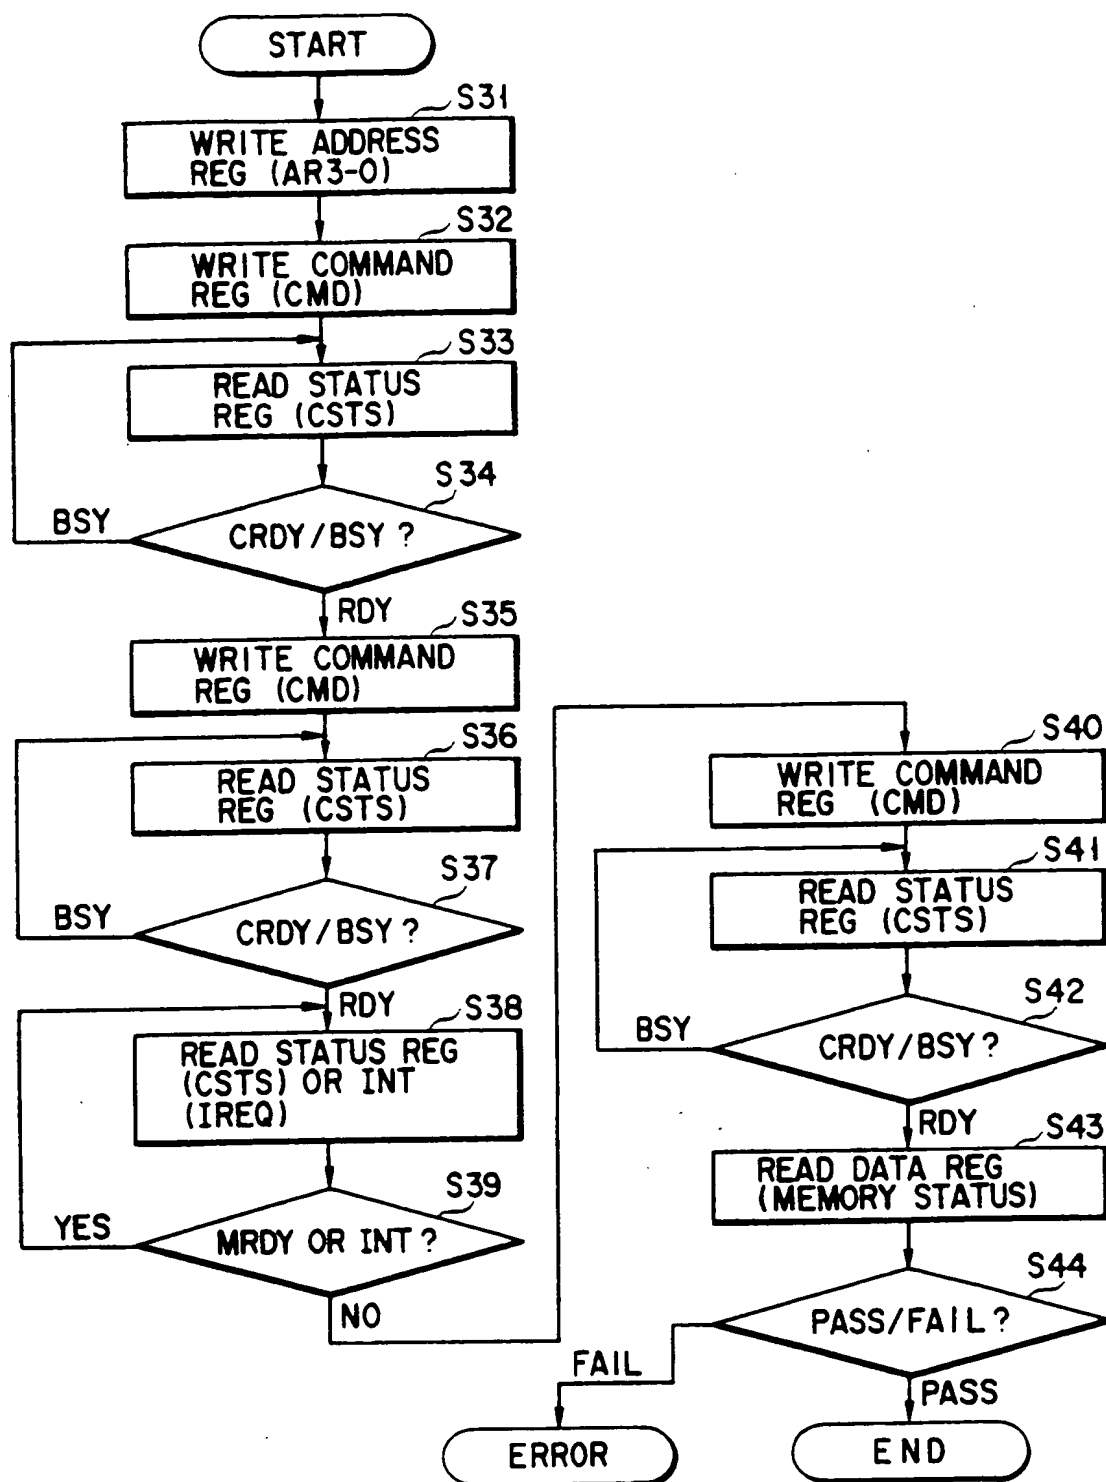 START
S31
WRITE ADDRESS
REG (AR3-0)
S32
WRITE COMMAND
REG (CMD)
S33
READ STATUS
REG (CSTS)
S34
BSY
CRDY/BSY ?
RDY
S35
WRITE COMMAND
REG (CMD)
S36
READ STATUS
REG (CSTS)
S37
BSY
CRDY/BSY ?
RDY
S38
READ STATUS REG
(CSTS) OR INT
(IREQ)
S39
YES
MRDY OR INT ?
NO
S40
WRITE COMMAND
REG (CMD)
S41
READ STATUS
REG (CSTS)
S42
BSY
CRDY/BSY ?
RDY
S43
READ DATA REG
(MEMORY STATUS)
S44
PASS/FAIL ?
FAIL
PASS
ERROR
END